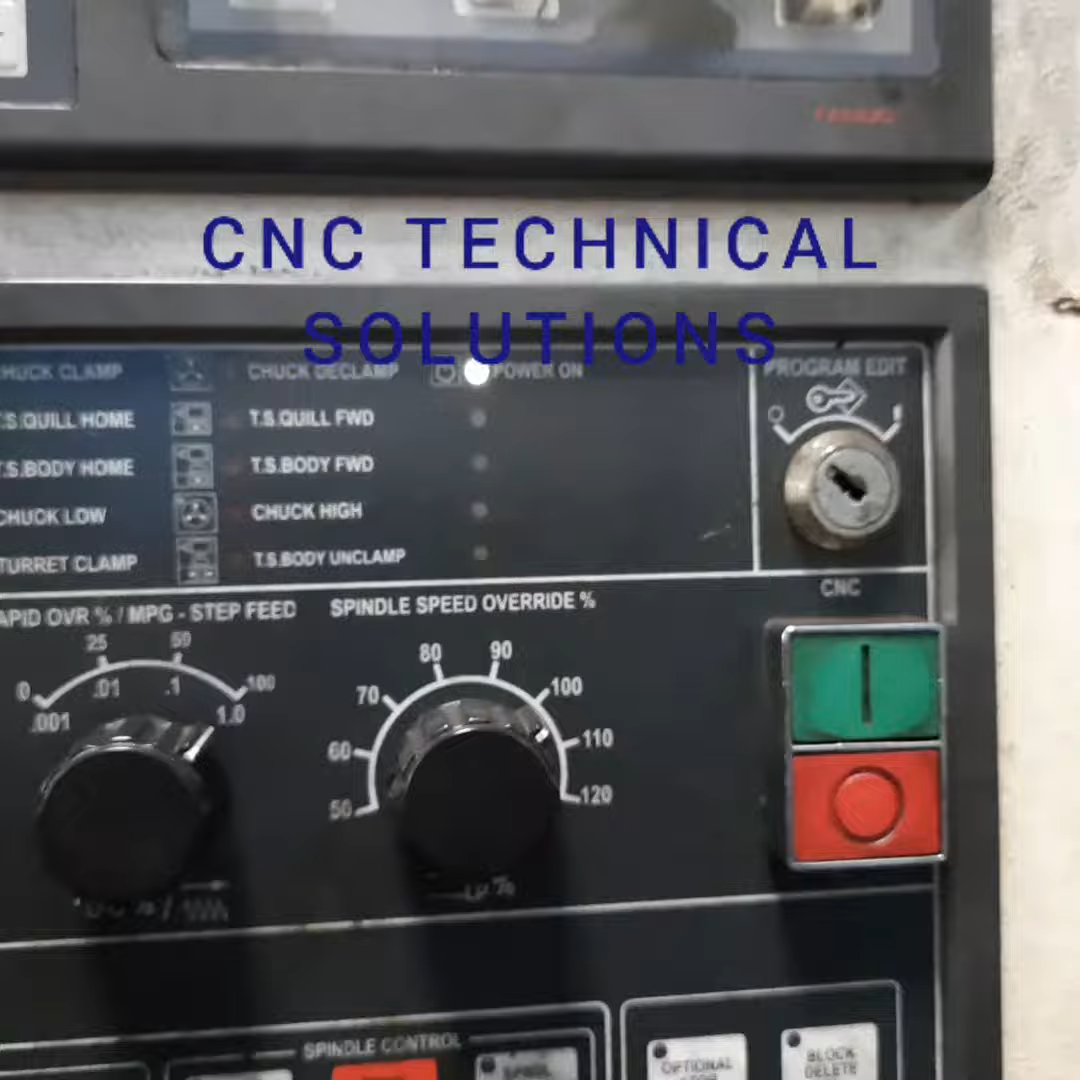 CNC TECHNICAL
SOLUTIONS
CHUCK CLAMP
CHUCK DECLAMP
POWER ON
PROGRAM EDIT
T.S.QUILL HOME
T.S.QUILL FWD
T.S.BODY HOME
T.S.BODY FWD
CHUCK LOW
CHUCK HIGH
TURRET CLAMP
T.S.BODY UNCLAMP
CNC
RAPID OVR % / MPG - STEP FEED
SPINDLE SPEED OVERRIDE %
0 25 50 100
.001 .01 .1 1.0
50 60 70 80 90 100 110 120
SPINDLE CONTROL
OPTIONAL
BLOCK
DELETE